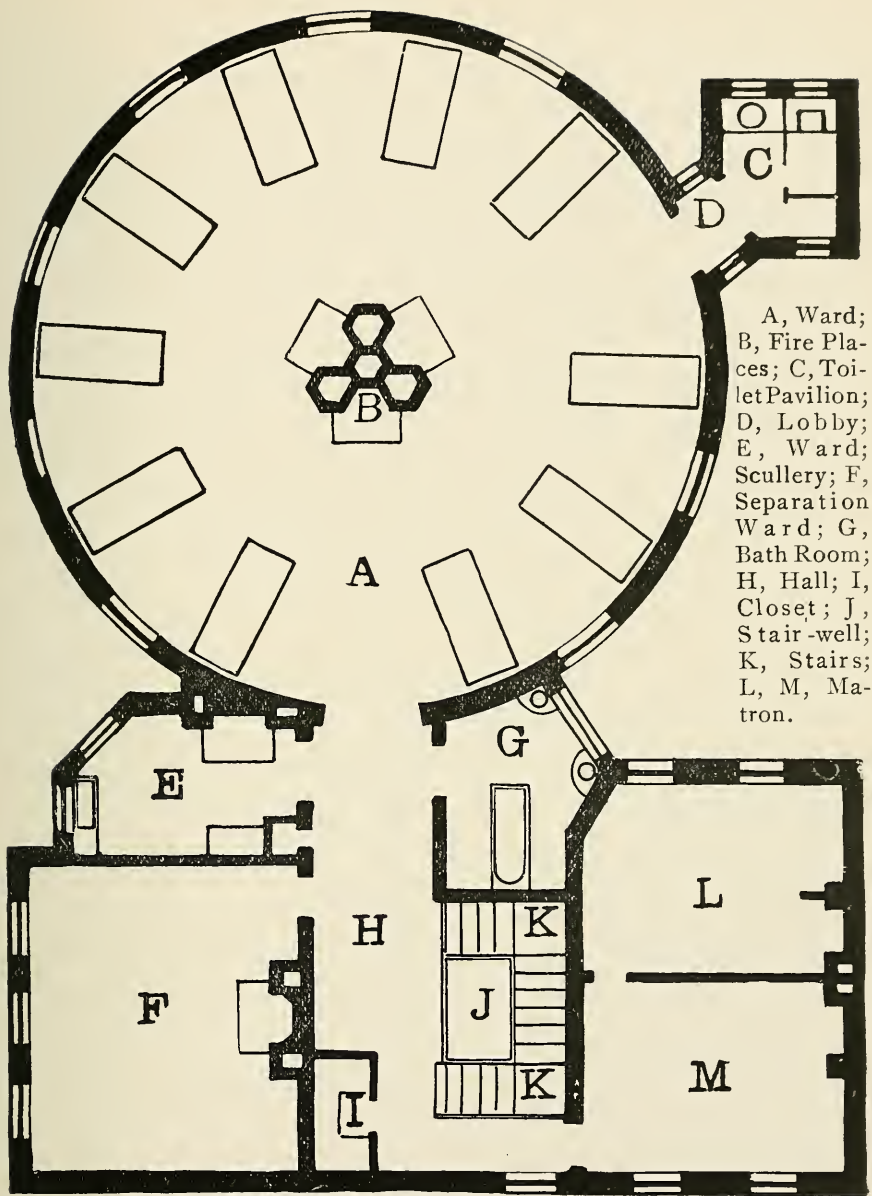 C
D
B
A
A, Ward;
B, Fire Pla-
ces; C, Toi-
let Pavilion;
D, Lobby;
E, Ward;
Scullery; F,
Separation
Ward; G,
Bath Room;
H, Hall; I,
Closet; J,
Stair-well;
K, Stairs;
L, M, Ma-
tron.
G
E
K
L
H
J
F
K
M
I